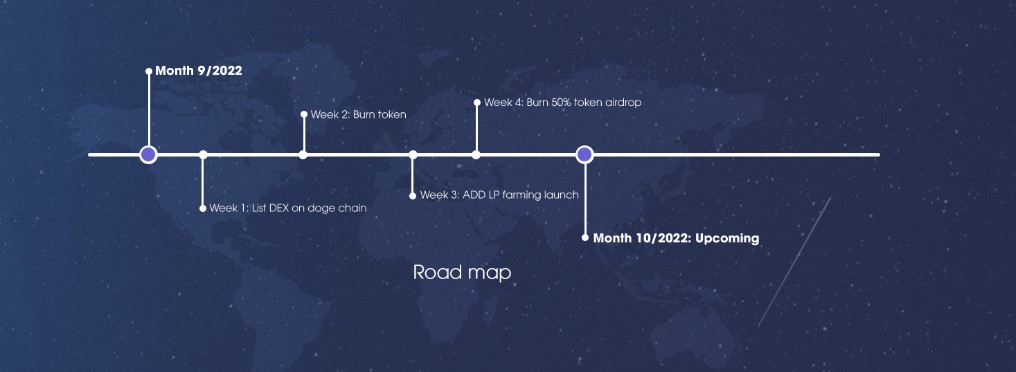 Month 9/2022
Week 4: Burn 50% token airdrop
Week 2: Burn token
Week 3: ADD LP farming launch
Week 1: List DEX on doge chain
Month 10/2022: Upcoming
Road map